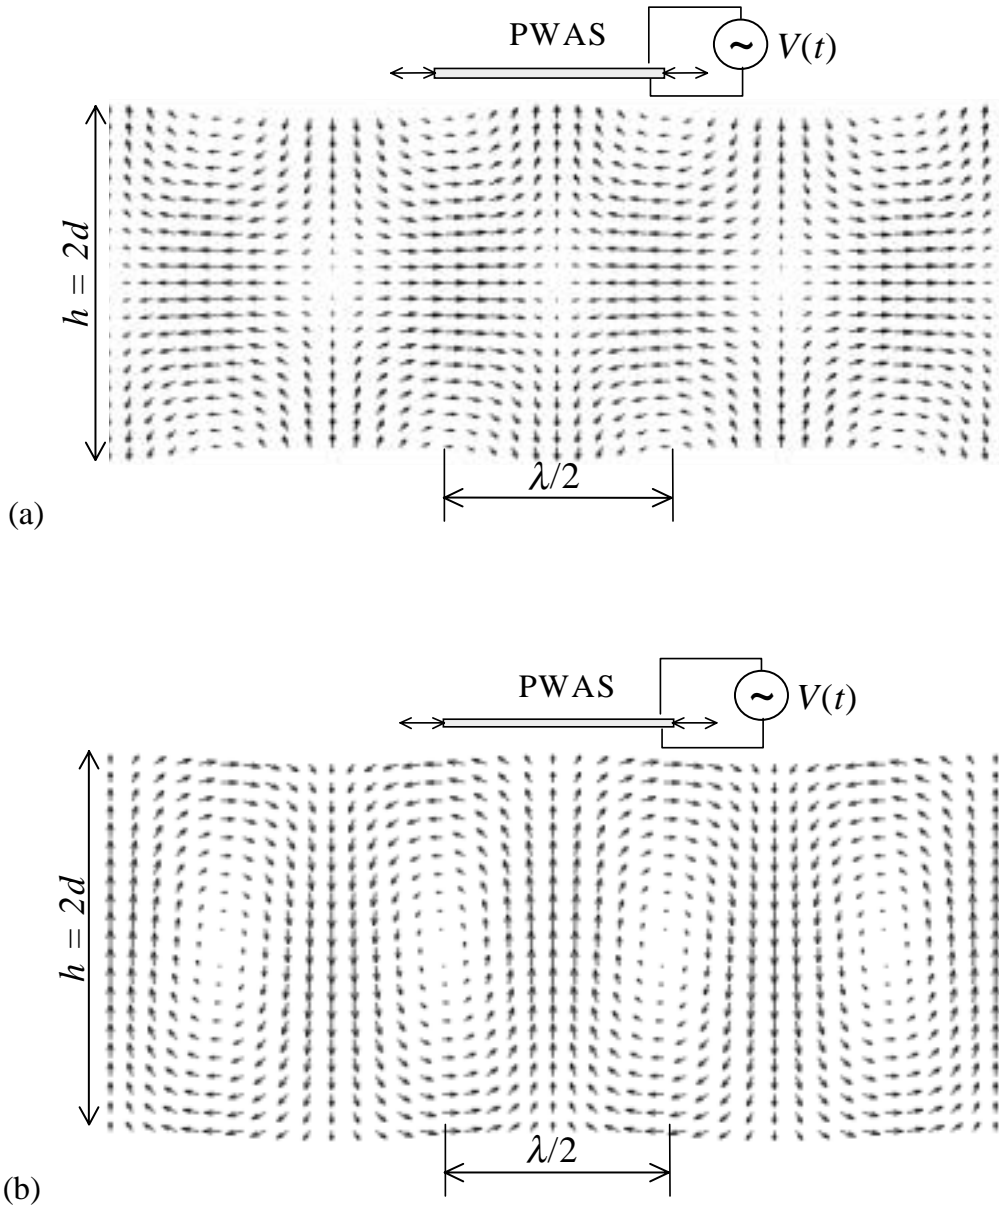 PWAS
~
V(t)
h = 2d
λ/2
(a)
PWAS
~
V(t)
h = 2d
λ/2
(b)